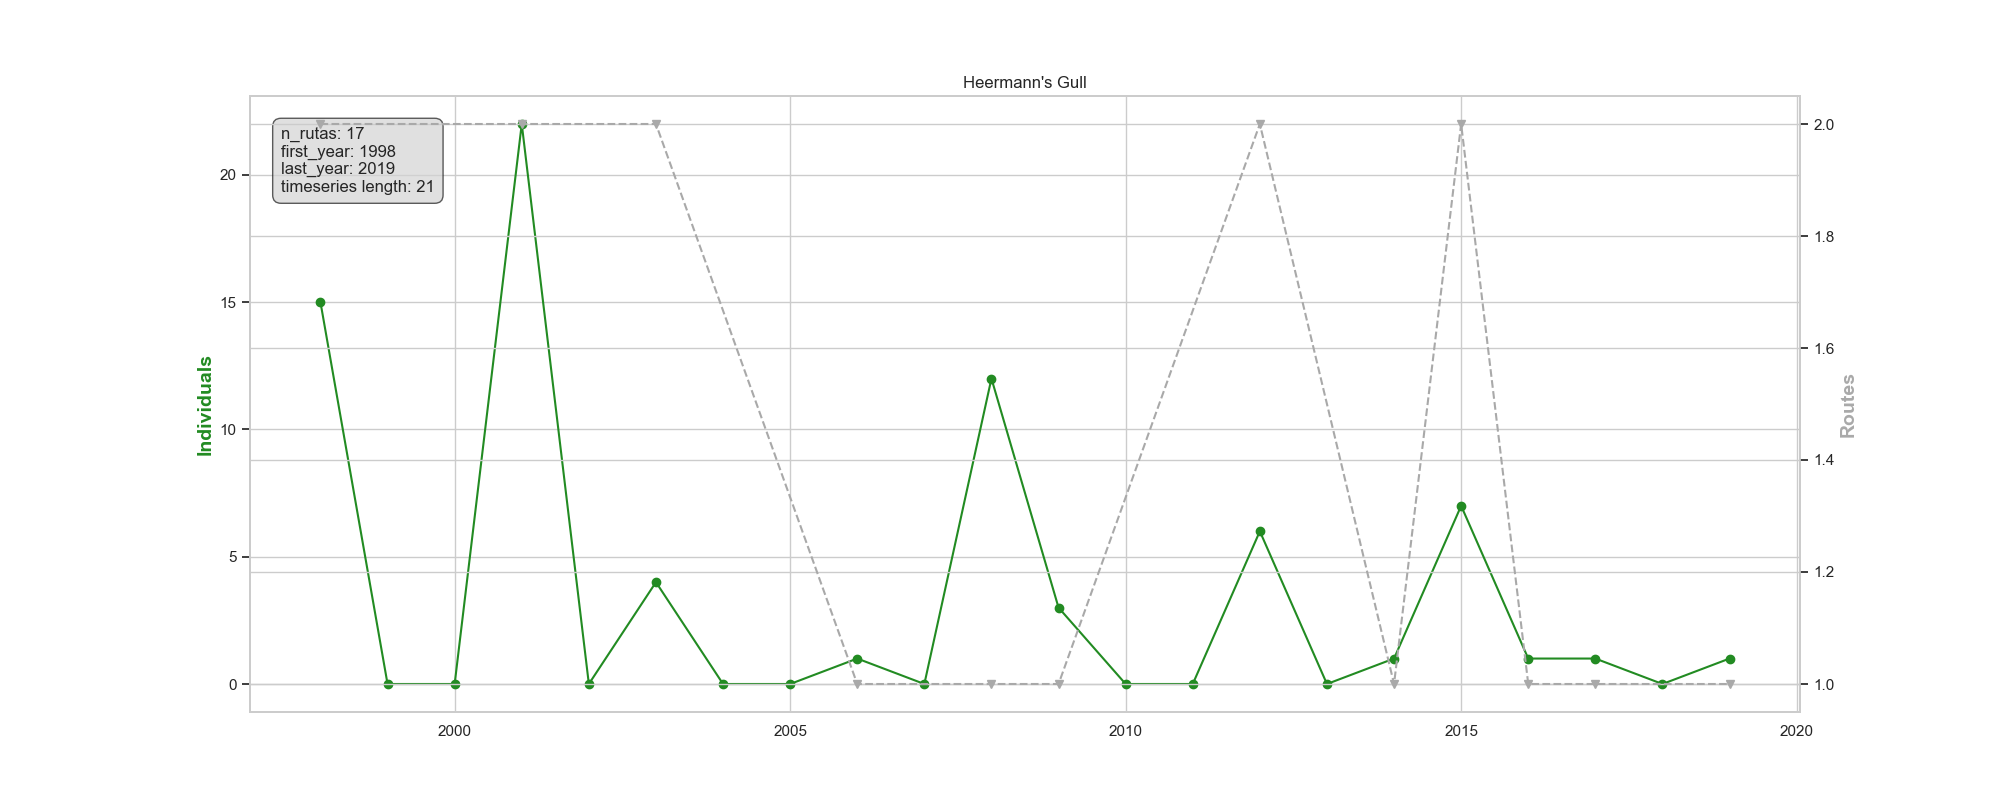 Heermann's Gull
n_rutas: 17
first_year: 1998
last_year: 2019
timeseries length: 21
20
15
10
5
0
Individuals
2.0
1.8
1.6
1.4
1.2
1.0
Routes
2000
2005
2010
2015
2020